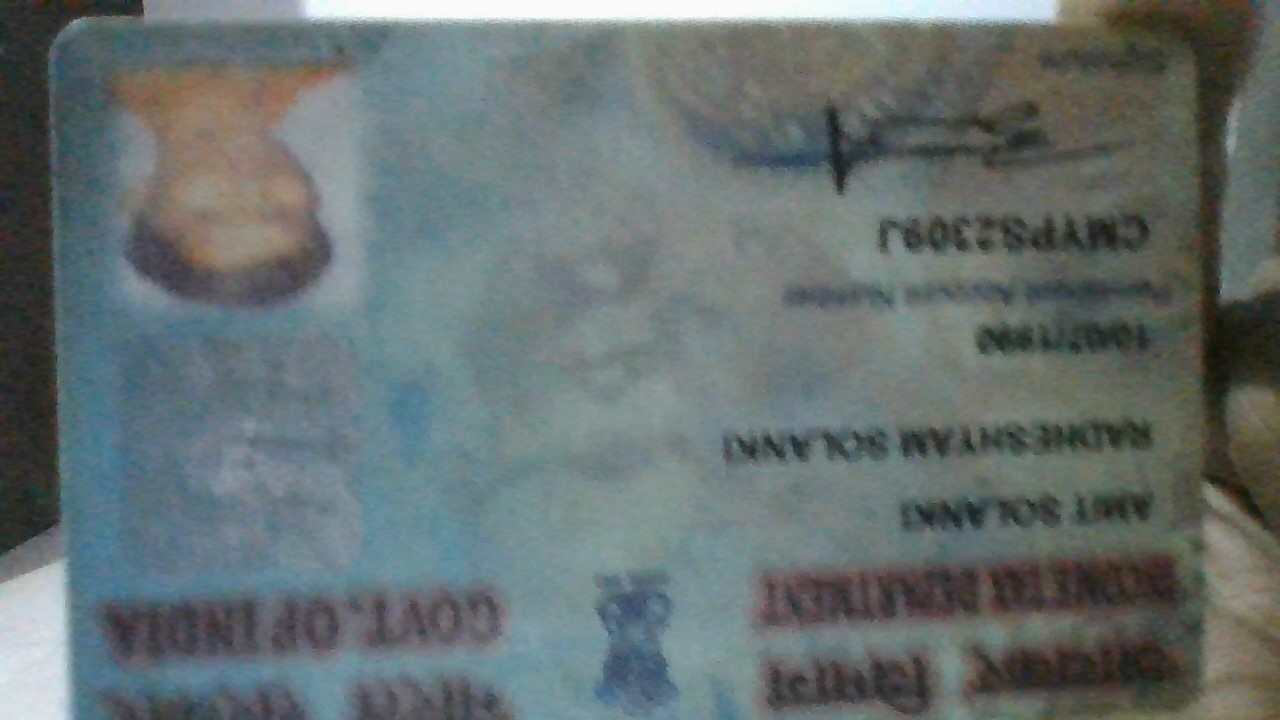 आयकर विभाग
INCOME TAX DEPARTMENT
भारत सरकार
GOVT. OF INDIA
AMIT SOLANKI
RADHESHYAM SOLANKI
10/07/1990
Permanent Account Number
CMYPS2309J
Signature